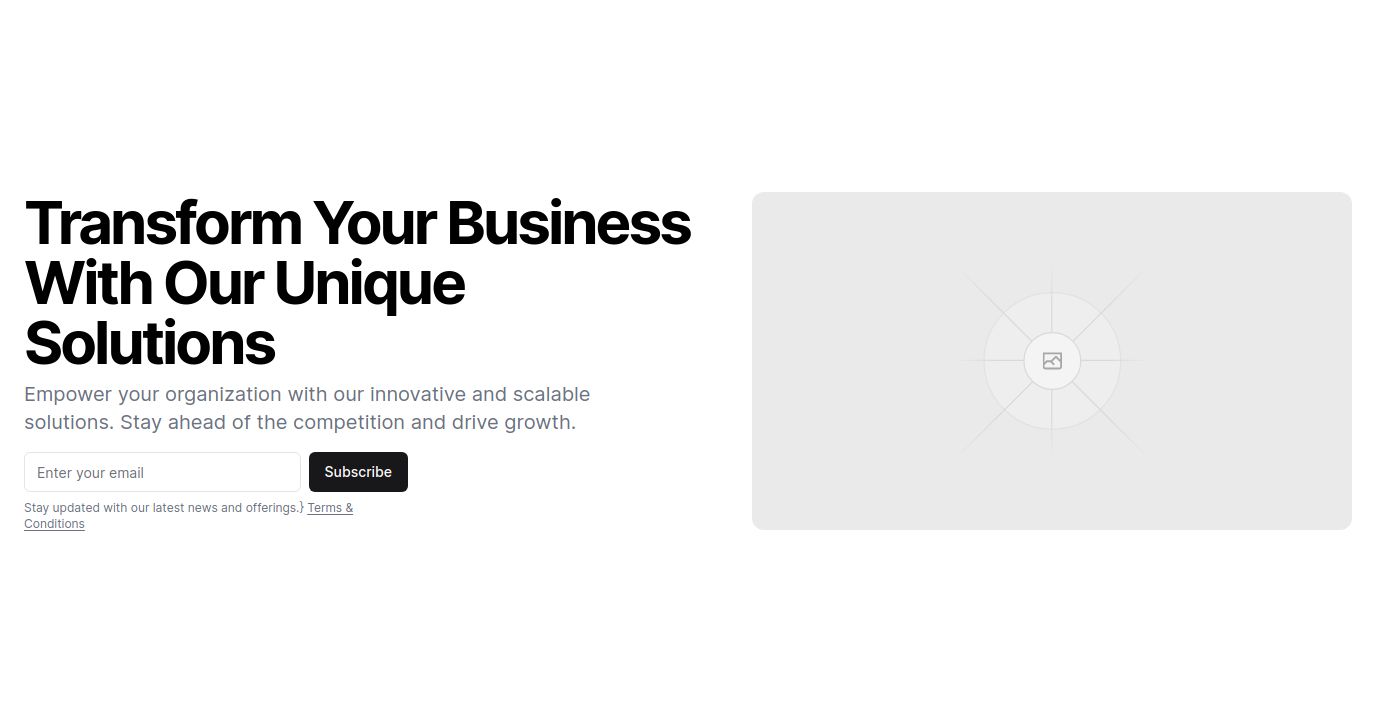 Transform Your Business
With Our Unique
Solutions
Empower your organization with our innovative and scalable
solutions. Stay ahead of the competition and drive growth.
Enter your email
Subscribe
Stay updated with our latest news and offerings.} Terms &
Conditions